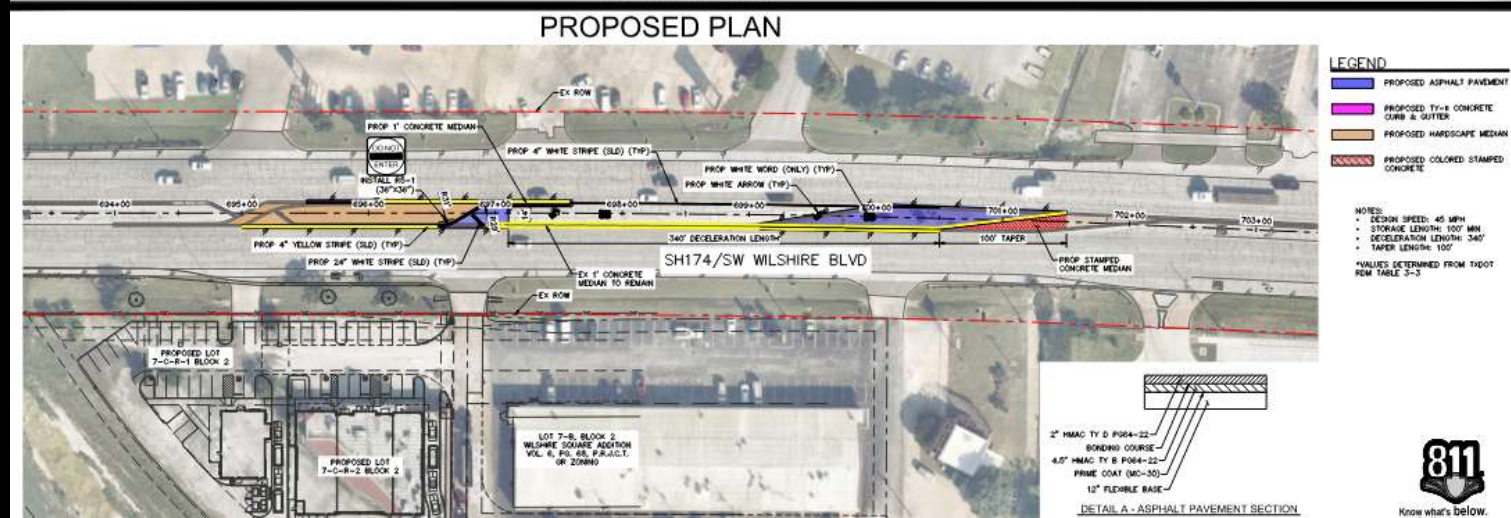 PROPOSED PLAN
EX ROW
PROP 1' CONCRETE MEDIAN
DO NOT
ENTER
INSTALL R5-1
(36"X36")
PROP 4" WHITE STRIPE (SLD) (TYP)
PROP WHITE WORD (ONLY) (TYP)
PROP WHITE ARROW (TYP)
694+00
695+00
696+00
697+00
698+00
699+00
700+00
701+00
702+00
703+00
PROP 4" YELLOW STRIPE (SLD) (TYP)
PROP 24" WHITE STRIPE (SLD) (TYP)
340' DECELERATION LENGTH
100' TAPER
SH174/SW WILSHIRE BLVD
EX 1' CONCRETE
MEDIAN TO REMAIN
PROP STAMPED
CONCRETE MEDIAN
EX ROW
PROPOSED LOT
7-C-R-1 BLOCK 2
PROPOSED LOT
7-C-R-2 BLOCK 2
LOT 7-B, BLOCK 2
WILSHIRE SQUARE ADDITION
VOL. 6, PG. 68, P.R.J.C.T.
GR ZONING
LEGEND
PROPOSED ASPHALT PAVEMENT
PROPOSED TY-II CONCRETE
CURB & GUTTER
PROPOSED HARDSCAPE MEDIAN
PROPOSED COLORED STAMPED
CONCRETE
NOTES:
- DESIGN SPEED: 45 MPH
- STORAGE LENGTH: 100' MIN
- DECELERATION LENGTH: 340'
- TAPER LENGTH: 100'
*VALUES DETERMINED FROM TXDOT
RDM TABLE 3-3
2" HMAC TY D PG64-22
BONDING COURSE
4.5" HMAC TY B PG64-22
PRIME COAT (MC-30)
12" FLEXIBLE BASE
DETAIL A - ASPHALT PAVEMENT SECTION
811
Know what's below.